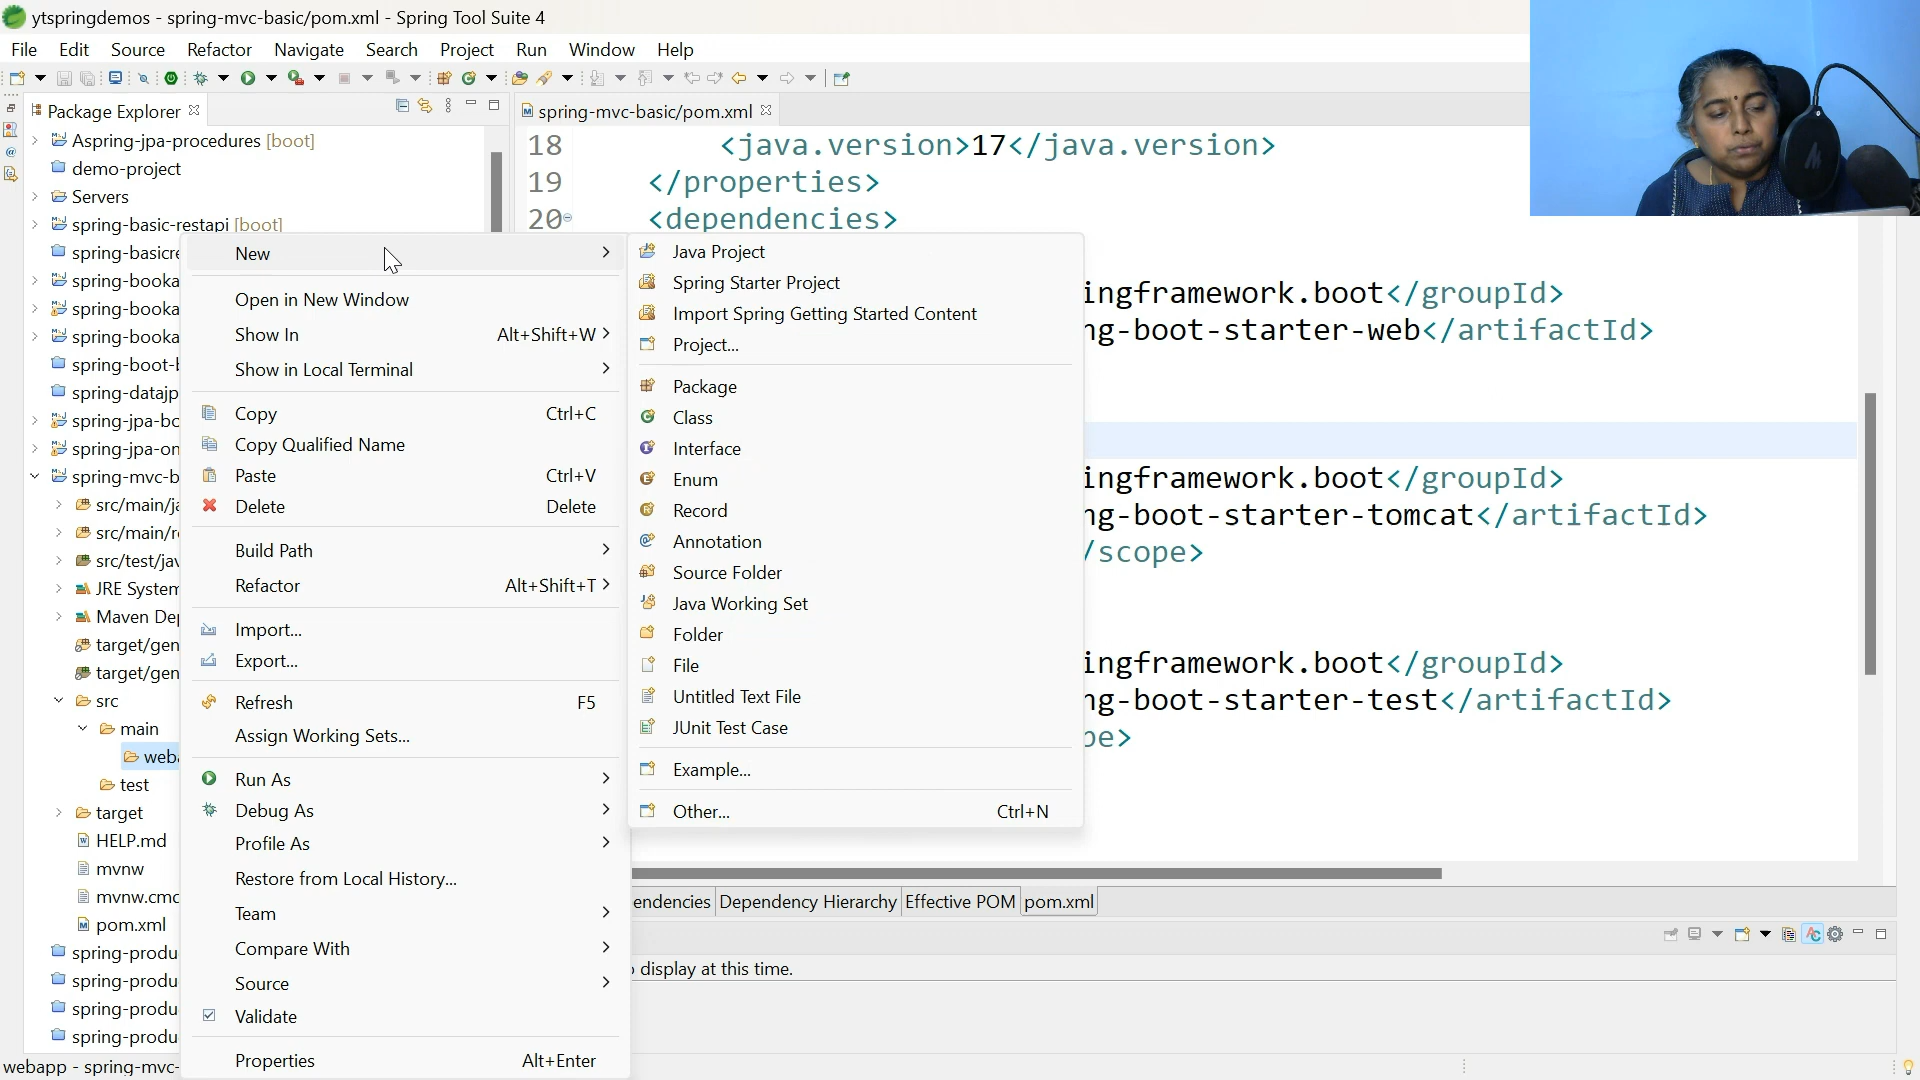 ytspringdemos - spring-mvc-basic/pom.xml - Spring Tool Suite 4
File Edit Source Refactor Navigate Search Project Run Window Help
Package Explorer
spring-mvc-basic/pom.xml
Aspring-jpa-procedures [boot]
demo-project
Servers
spring-basic-restapi [boot]
spring-basicre
spring-booka
spring-booka
spring-booka
spring-boot-b
spring-datajp
spring-jpa-bo
spring-jpa-on
spring-mvc-b
src/main/ja
src/main/r
src/test/jav
JRE System
Maven De
target/gen
target/gen
src
main
weba
test
target
HELP.md
mvnw
mvnw.cmd
pom.xml
spring-produ
spring-produ
spring-produ
spring-produ
New
Open in New Window
Show In Alt+Shift+W
Show in Local Terminal
Copy Ctrl+C
Copy Qualified Name
Paste Ctrl+V
Delete Delete
Build Path
Refactor Alt+Shift+T
Import...
Export...
Refresh F5
Assign Working Sets...
Run As
Debug As
Profile As
Restore from Local History...
Team
Compare With
Source
Validate
Properties Alt+Enter
Java Project
Spring Starter Project
Import Spring Getting Started Content
Project...
Package
Class
Interface
Enum
Record
Annotation
Source Folder
Java Working Set
Folder
File
Untitled Text File
JUnit Test Case
Example...
Other... Ctrl+N
18 <java.version>17</java.version>
19 </properties>
20 <dependencies>
ingframework.boot</groupId>
ng-boot-starter-web</artifactId>
ingframework.boot</groupId>
ng-boot-starter-tomcat</artifactId>
/scope>
ingframework.boot</groupId>
ng-boot-starter-test</artifactId>
pe>
endencies Dependency Hierarchy Effective POM pom.xml
display at this time.
webapp - spring-mvc-